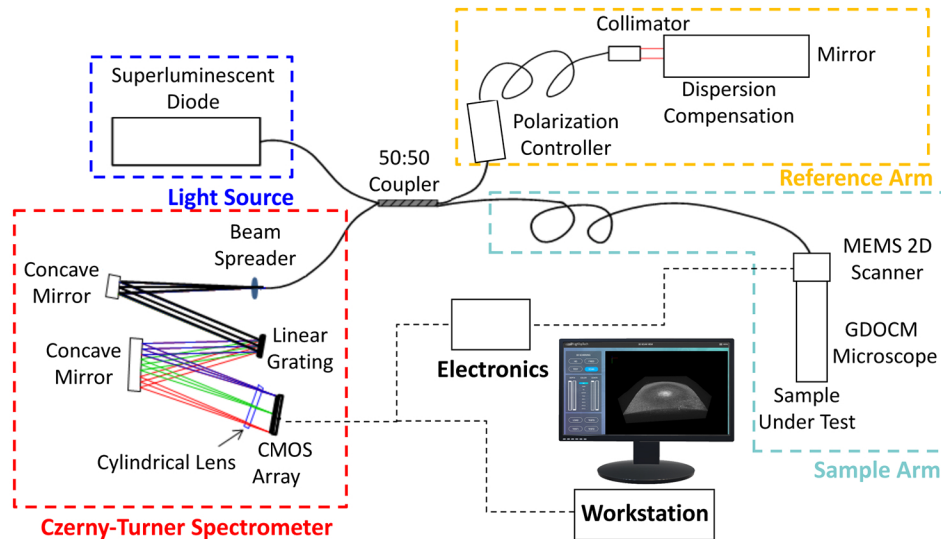 Superluminescent
Diode
Light Source
50:50
Coupler
Collimator
Mirror
Dispersion
Compensation
Polarization
Controller
Reference Arm
Beam
Spreader
Concave
Mirror
Linear
Grating
Concave
Mirror
Cylindrical Lens
CMOS
Array
Czerny-Turner Spectrometer
Electronics
Workstation
MEMS 2D
Scanner
GDOCM
Microscope
Sample
Under Test
Sample Arm